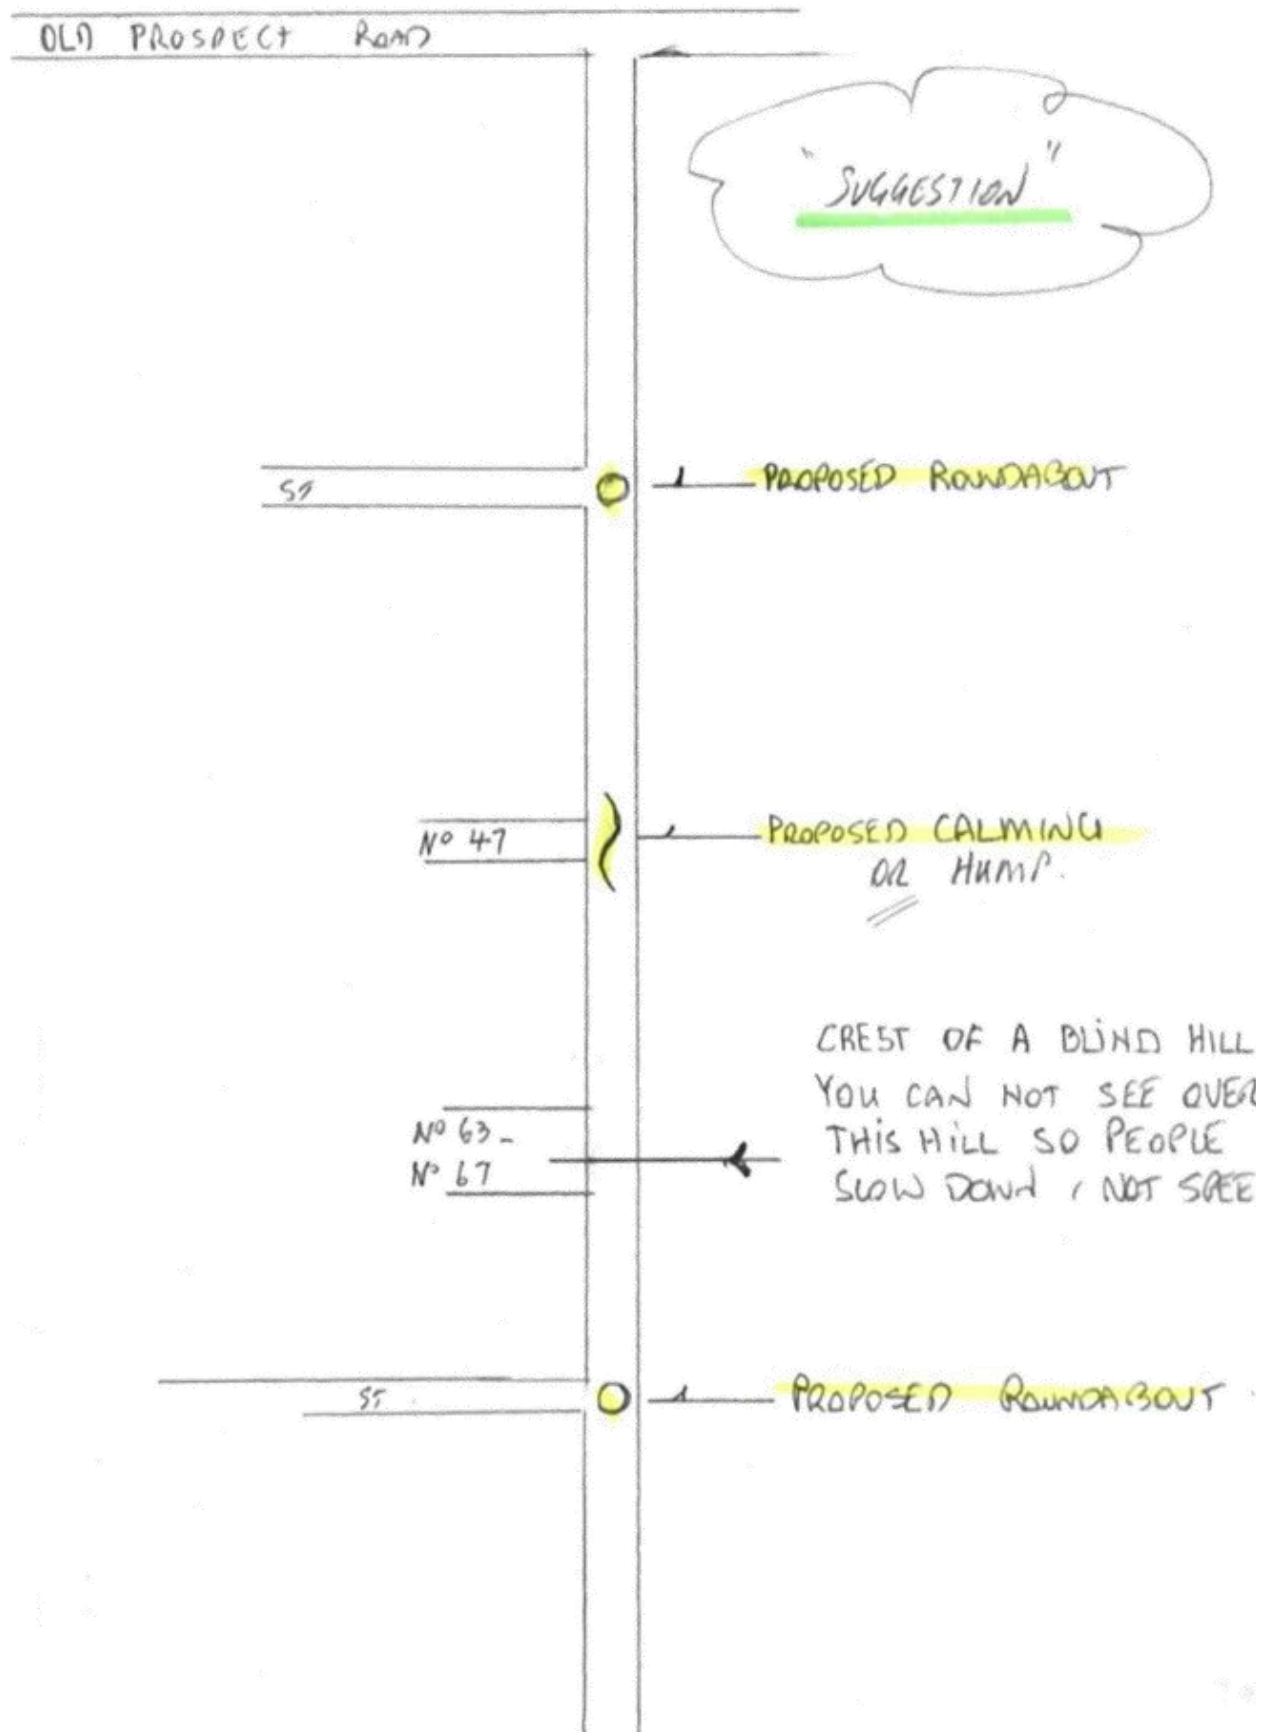 OLD PROSPECT ROAD
"SUGGESTION"
ST
PROPOSED ROUNDABOUT
No 47
PROPOSED CALMING
OR HUMP.
CREST OF A BLIND HILL
YOU CAN NOT SEE OVER
THIS HILL SO PEOPLE
SLOW DOWN, NOT SPEE
No 63 -
No 67
ST
PROPOSED ROUNDABOUT